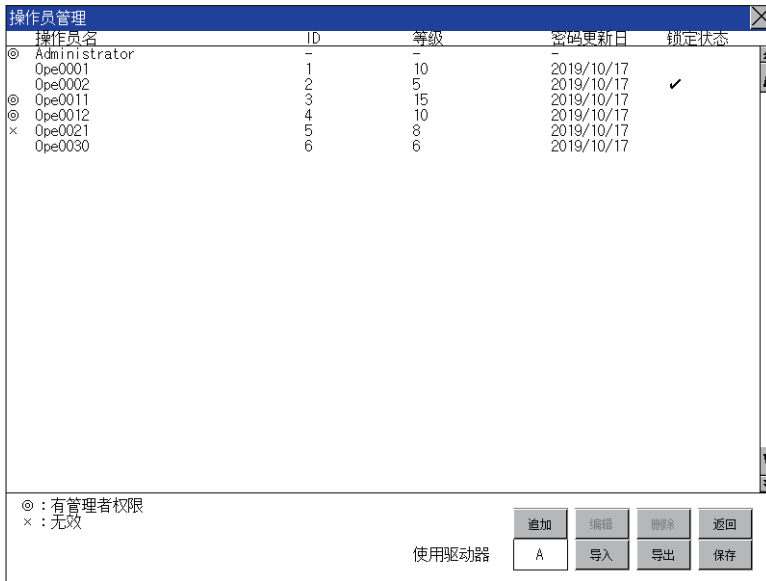 操作员管理
操作员名 ID 等级 密码更新日 锁定状态
◎ Administrator - - -
Ope0001 1 10 2019/10/17
Ope0002 2 5 2019/10/17 ✓
◎ Ope0011 3 15 2019/10/17
◎ Ope0012 4 10 2019/10/17
× Ope0021 5 8 2019/10/17
Ope0030 6 6 2019/10/17
◎：有管理者权限
×：无效
追加 编辑 删除 返回
使用驱动器 A 导入 导出 保存